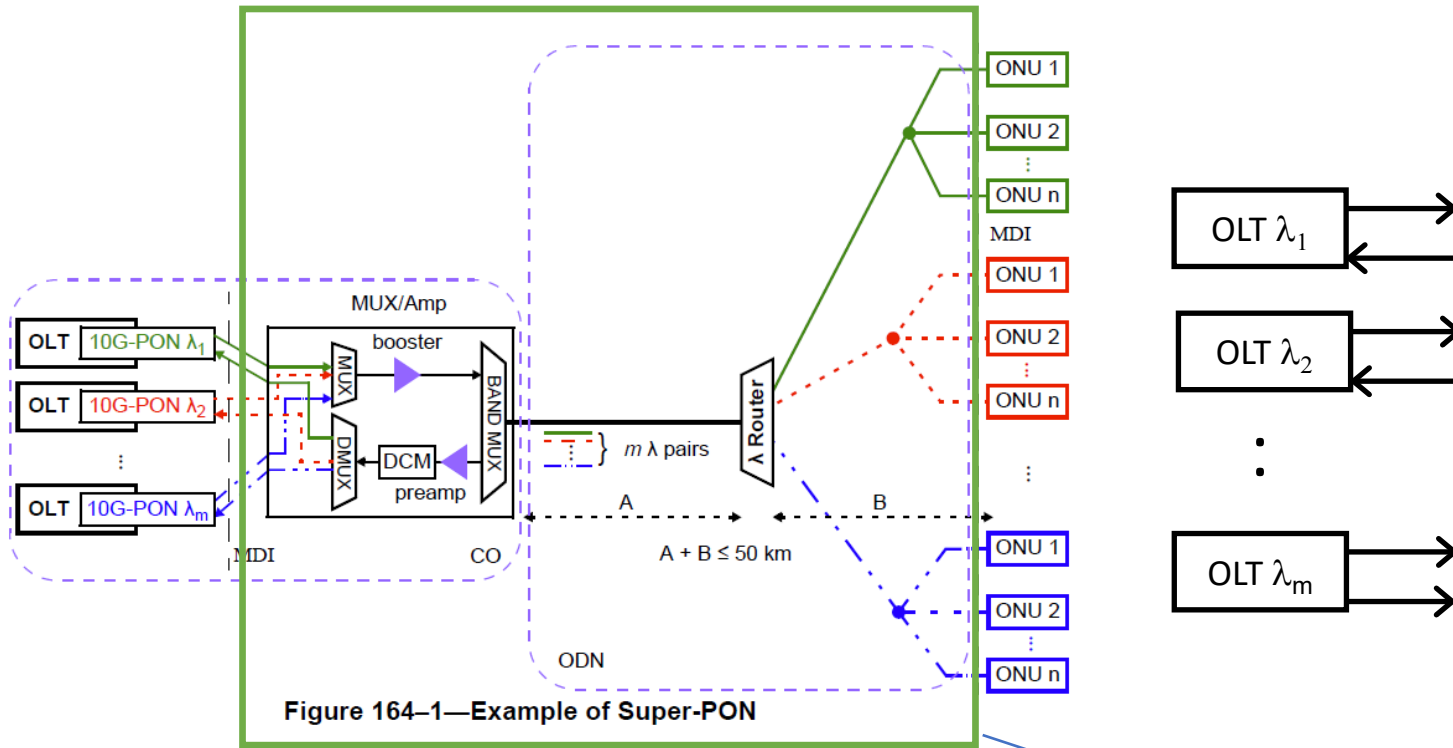 OLT 10G-PON λ1
OLT 10G-PON λ2
⋮
OLT 10G-PON λm
MDI
CO
MUX/Amp
booster
MUX
BAND MUX
DMUX
DCM
preamp
m λ pairs
λ Router
A
B
A + B ≤ 50 km
ODN
ONU 1
ONU 2
⋮
ONU n
MDI
ONU 1
ONU 2
⋮
ONU n
⋮
ONU 1
ONU 2
⋮
ONU n
Figure 164–1—Example of Super-PON
OLT λ1
OLT λ2
OLT λm